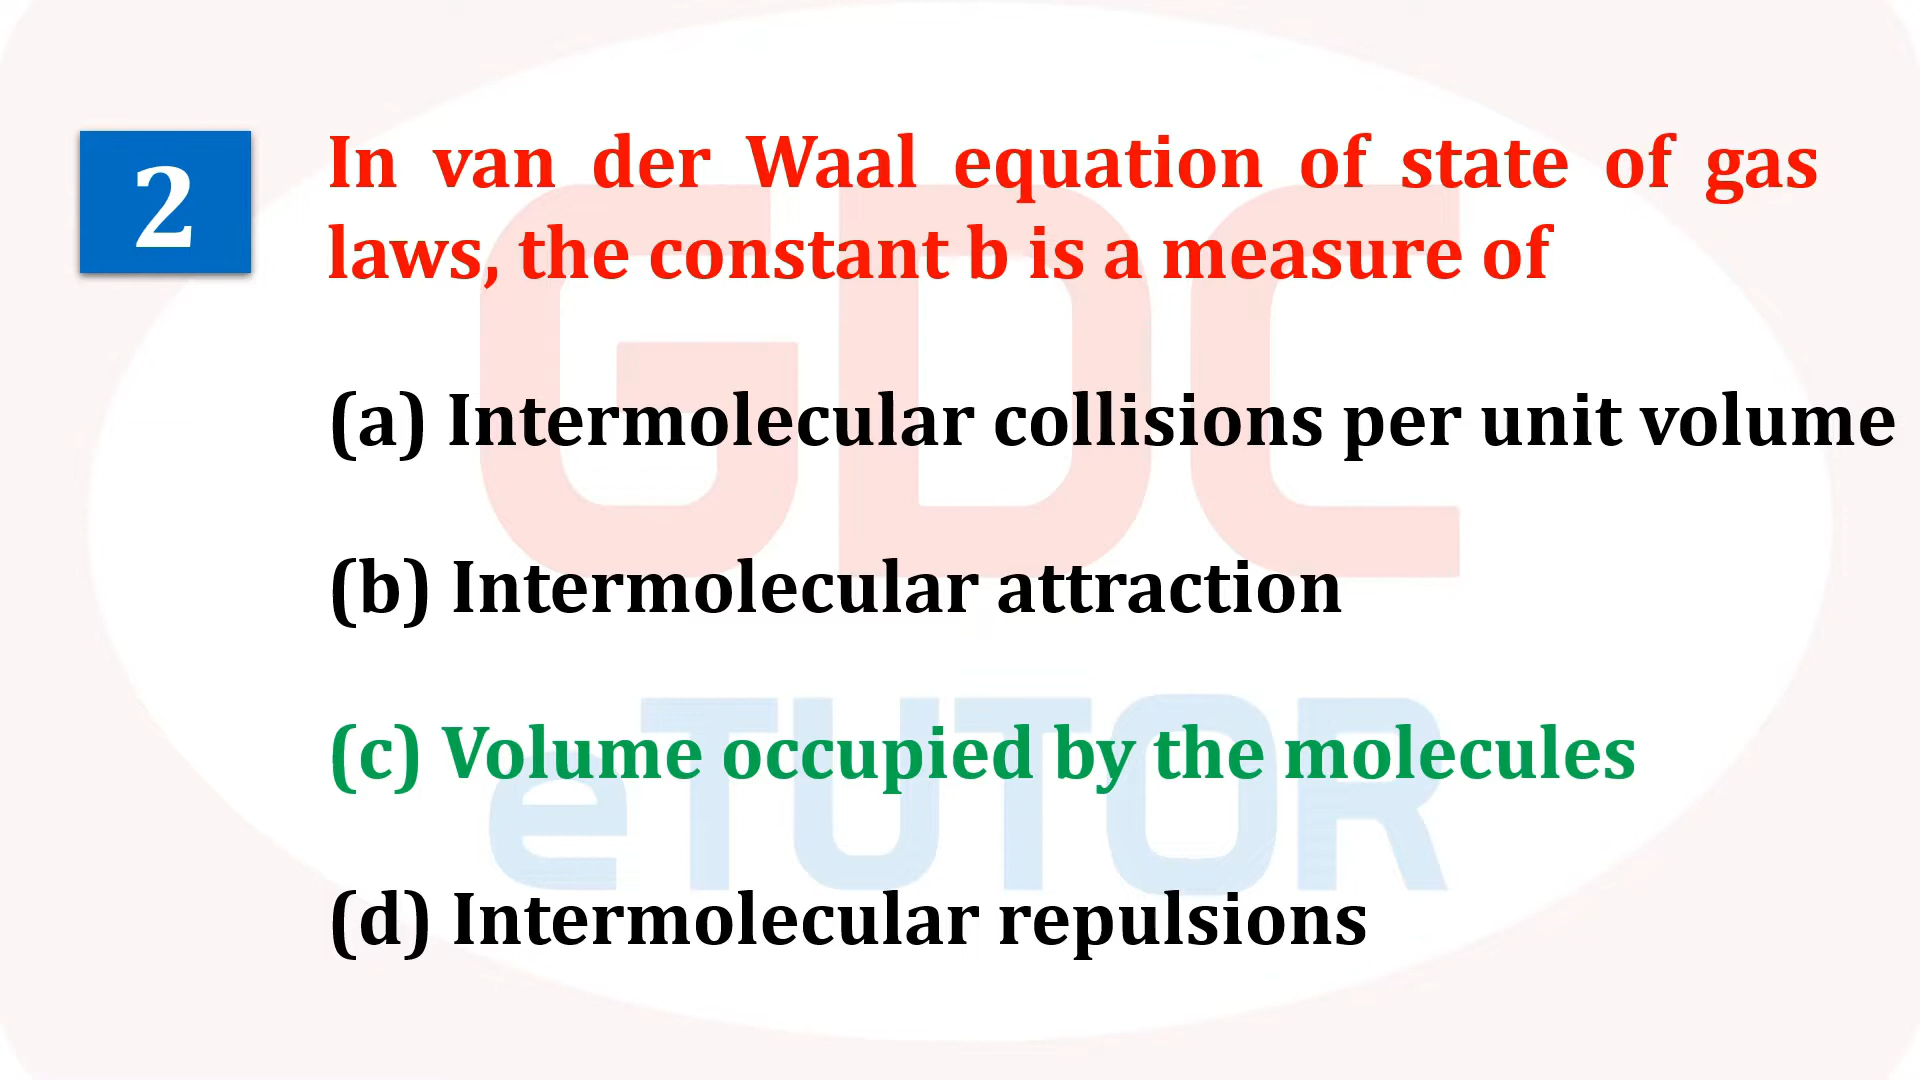 2
In van der Waal equation of state of gas
laws, the constant b is a measure of
(a) Intermolecular collisions per unit volume
(b) Intermolecular attraction
(c) Volume occupied by the molecules
(d) Intermolecular repulsions
GDC
eTUTOR